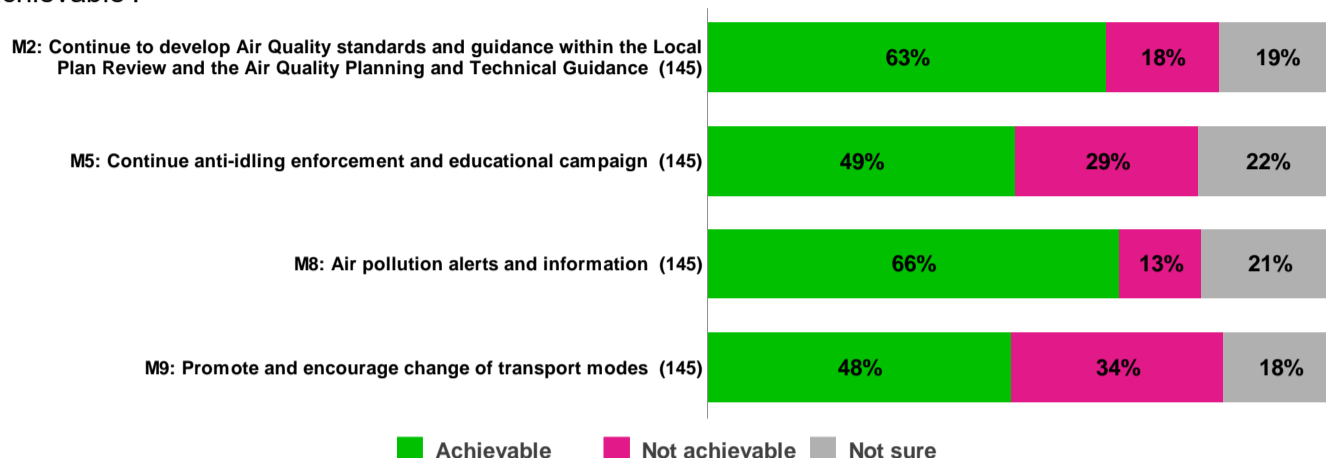 M2: Continue to develop Air Quality standards and guidance within the Local
Plan Review and the Air Quality Planning and Technical Guidance (145)
63% 18% 19%
M5: Continue anti-idling enforcement and educational campaign (145)
49% 29% 22%
M8: Air pollution alerts and information (145)
66% 13% 21%
M9: Promote and encourage change of transport modes (145)
48% 34% 18%
Achievable Not achievable Not sure